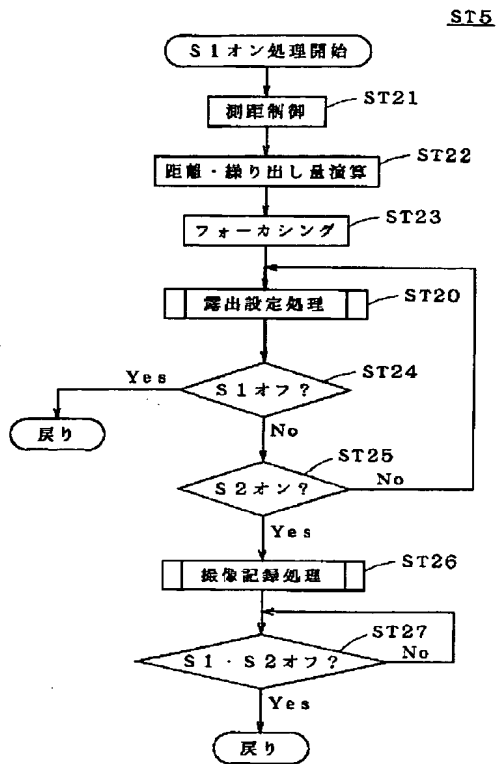 ST5
S1オン処理開始
測距制御
ST21
距離・繰り出し量演算
ST22
フォーカシング
ST23
露出設定処理
ST20
S1オフ?
ST24
Yes
戻り
No
S2オン?
ST25
No
Yes
撮像記録処理
ST26
S1・S2オフ?
ST27
No
Yes
戻り